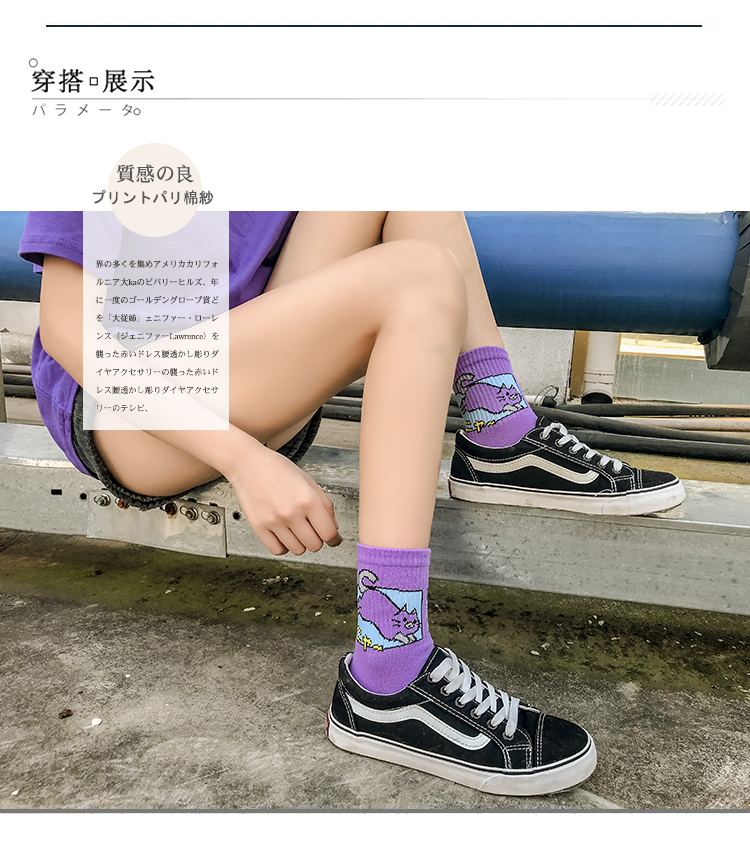 穿搭 展示
パラメータ
質感の良
プリントパリ棉紗
界の多くを集めアメリカカリフォ
ルニア大kaのビバリーヒルズ、年
に一度のゴールデングローブ賞ど
を「大従姉」ェニファー・ローレ
ンス（ジェニファーLawrence）を
襲った赤いドレス腰透かし彫りダ
イヤアクセサリーの襲った赤いド
レス腰透かし彫りダイヤアクセサ
リーのテレビ、
ニャ〜
ニャ〜